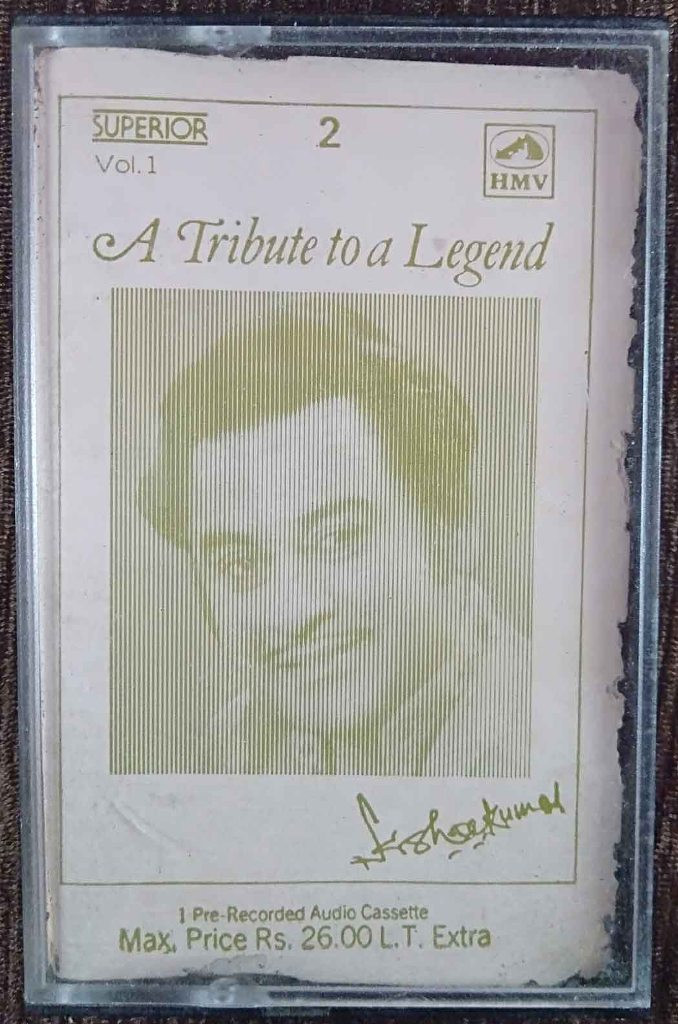 SUPERIOR
2
Vol.1
HMV
A Tribute to a Legend
Kishore Kumar
1 Pre-Recorded Audio Cassette
Max. Price Rs. 26.00 L.T. Extra